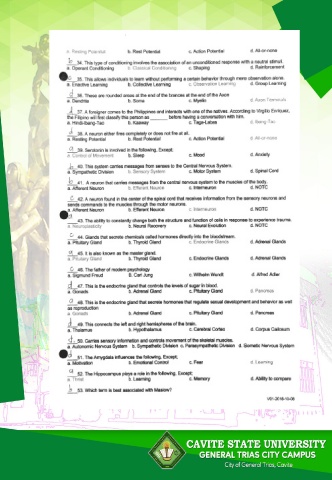 a. Resting Potential b. Rest Potential c. Action Potential d. All-or-none
b 34. This type of conditioning involves the association of an unconditioned response with a neutral stimuli.
a. Operant Conditioning b. Classical Conditioning c. Shaping d. Reinforcement
35. This allows individuals to learn without performing a certain behavior through mere observation alone.
a. Enactive Learning b. Collective Learning c. Observation Learning d. Group Learning
36. These are rounded areas at the end of the branches at the end of the Axon
a. Dendrite b. Soma c. Myelin d. Axon Terminals
37. A foreigner comes to the Philippines and interacts with one of the natives. According to Virgilio Enriquez,
the Filipino will first classify this person as ________ before having a conversation with him.
a. Hindi-Ibang-Tao b. Kaaway c. Taga-Labas d. Ibang-Tao
38. A neuron either fires completely or does not fire at all.
a. Resting Potential b. Rest Potential c. Action Potential d. All-or-none
39. Serotonin is involved in the following, Except:
a. Control of Movement b. Sleep c. Mood d. Anxiety
40. This system carries messages from senses to the Central Nervous System.
a. Sympathetic Division b. Sensory System c. Motor System d. Spinal Cord
b 41. A neuron that carries messages from the central nervous system to the muscles of the body.
a. Afferent Neuron b. Efferent Neuron c. Interneuron d. NOTC
42. A neuron found in the center of the spinal cord that receives information from the sensory neurons and
sends commands to the muscles through the motor neurons.
a. Afferent Neuron b. Efferent Neuron c. Interneuron d. NOTC
43. The ability to constantly change both the structure and function of cells in response to experience trauma.
a. Neuroplasticity b. Neural Recovery c. Neural Evolution d. NOTC
44. Glands that secrete chemicals called hormones directly into the bloodstream.
a. Pituitary Gland b. Thyroid Gland c. Endocrine Glands d. Adrenal Glands
45. It is also known as the master gland.
a. Pituitary Gland b. Thyroid Gland c. Endocrine Glands d. Adrenal Glands
46. The father of modern psychology
a. Sigmund Freud b. Carl Jung c. Wilhelm Wundt d. Alfred Adler
d 47. This is the endocrine gland that controls the levels of sugar in blood.
a. Gonads b. Adrenal Gland c. Pituitary Gland d. Pancreas
a 48. This is the endocrine gland that secretes hormones that regulate sexual development and behavior as well
as reproduction
a. Gonads b. Adrenal Gland c. Pituitary Gland d. Pancreas
49. This connects the left and right hemisphere of the brain.
a. Thalamus b. Hypothalamus c. Cerebral Cortex d. Corpus Callosum
50. Carries sensory information and controls movement of the skeletal muscles.
a. Autonomic Nervous System b. Sympathetic Division c. Parasympathetic Division d. Somatic Nervous System
51. The Amygdala influences the following, Except:
a. Motivation b. Emotional Control c. Fear d. Learning
a 52. The Hippocampus plays a role in the following, Except:
a. Thirst b. Learning c. Memory d. Ability to compare
53. Which term is best associated with Maslow?
V01-2018-10-08
CAVITE STATE UNIVERSITY
GENERAL TRIAS CITY CAMPUS
City of General Trias, Cavite